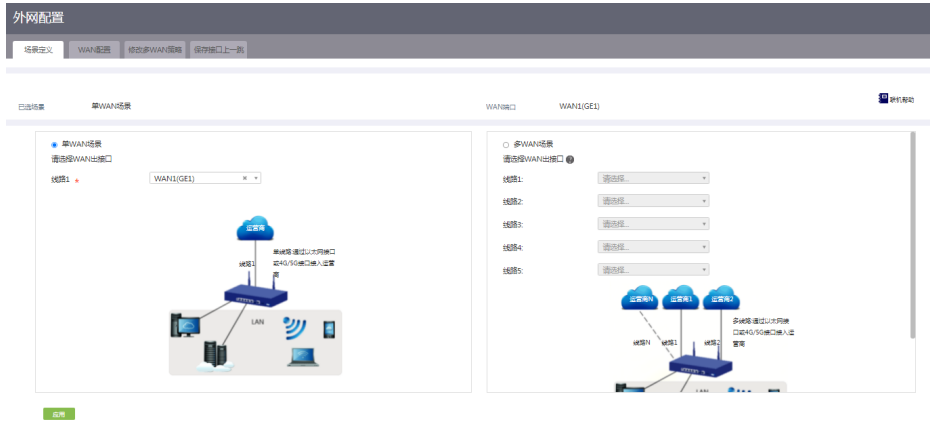 外网配置
场景定义 WAN配置 修改多WAN策略 保存接口上一跳
联机帮助
已选场景 单WAN场景 WAN接口 WAN1(GE1)
单WAN场景
请选择WAN出接口
线路1 * WAN1(GE1)
运营商
单线路:通过以太网接口
或4G/5G接口接入运营
商
线路1
LAN
多WAN场景
请选择WAN出接口
线路1: 请选择...
线路2: 请选择...
线路3: 请选择...
线路4: 请选择...
线路5: 请选择...
运营商N 运营商1 运营商2
多线路:通过以太网接
口或4G/5G接口接入运
营商
线路N 线路1 线路2
应用